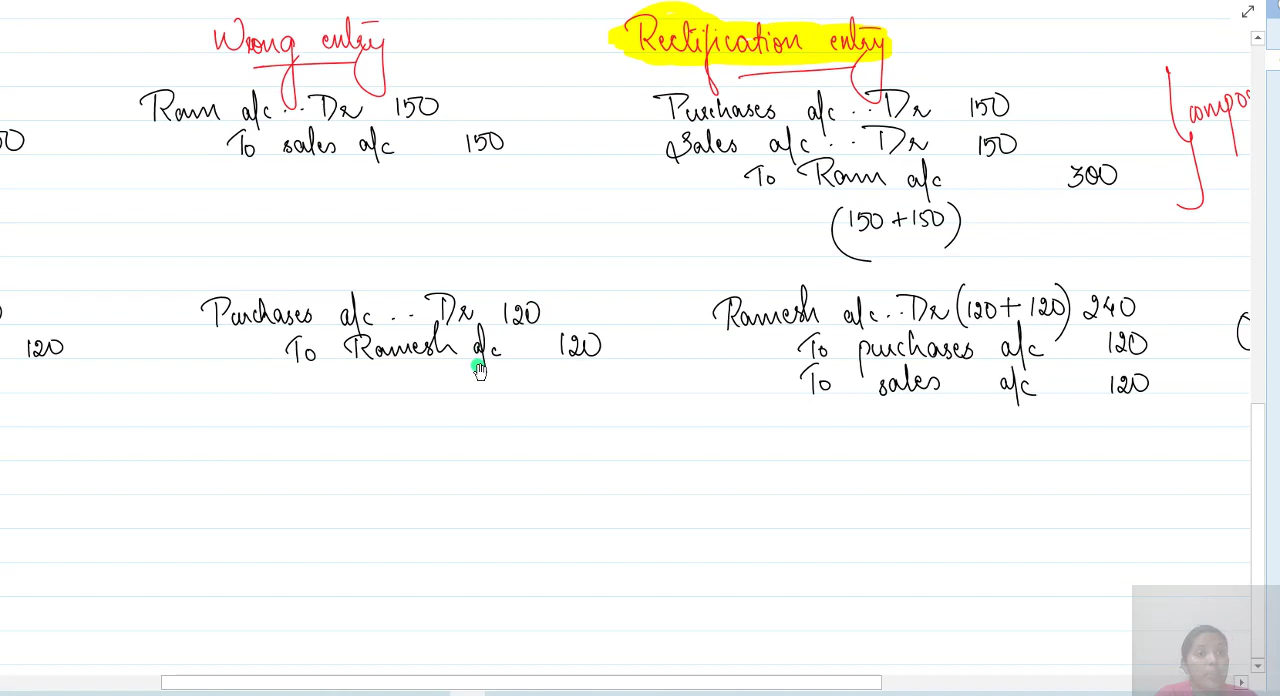 Wrong entry
Rectification entry
50
Ram a/c ... Dr 150
To sales a/c 150
Purchases a/c .. Dr 150
Sales a/c .. Dr 150
To Ram a/c 300
(150 + 150)
120
Purchases a/c .. Dr 120
To Ramesh a/c 120
Ramesh a/c .. Dr (120 + 120) 240
To purchases a/c 120
To sales a/c 120